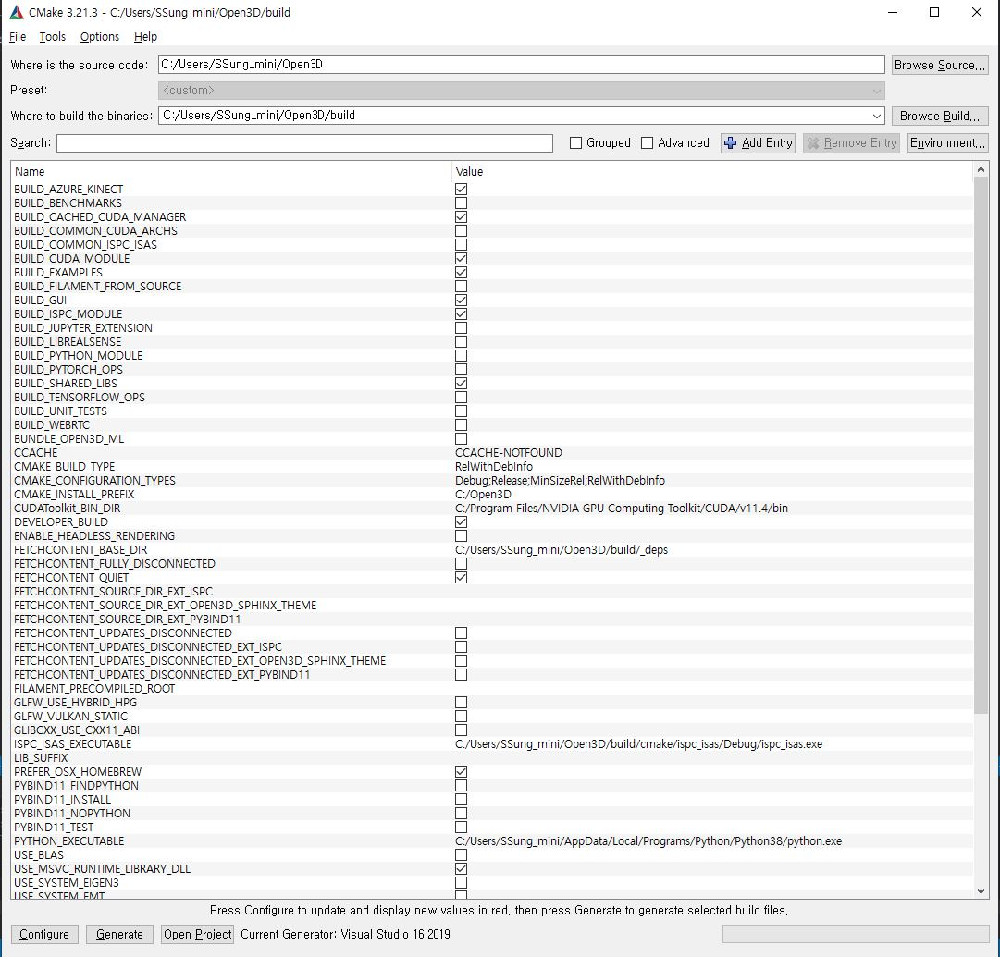 CMake 3.21.3 - C:/Users/SSung_mini/Open3D/build
File Tools Options Help
Where is the source code: C:/Users/SSung_mini/Open3D Browse Source...
Preset: <custom>
Where to build the binaries: C:/Users/SSung_mini/Open3D/build Browse Build...
Search: Grouped Advanced Add Entry Remove Entry Environment...
Name Value
BUILD_AZURE_KINECT
BUILD_BENCHMARKS
BUILD_CACHED_CUDA_MANAGER
BUILD_COMMON_CUDA_ARCHS
BUILD_COMMON_ISPC_ISAS
BUILD_CUDA_MODULE
BUILD_EXAMPLES
BUILD_FILAMENT_FROM_SOURCE
BUILD_GUI
BUILD_ISPC_MODULE
BUILD_JUPYTER_EXTENSION
BUILD_LIBREALSENSE
BUILD_PYTHON_MODULE
BUILD_PYTORCH_OPS
BUILD_SHARED_LIBS
BUILD_TENSORFLOW_OPS
BUILD_UNIT_TESTS
BUILD_WEBRTC
BUNDLE_OPEN3D_ML
CCACHE CCACHE-NOTFOUND
CMAKE_BUILD_TYPE RelWithDebInfo
CMAKE_CONFIGURATION_TYPES Debug;Release;MinSizeRel;RelWithDebInfo
CMAKE_INSTALL_PREFIX C:/Open3D
CUDAToolkit_BIN_DIR C:/Program Files/NVIDIA GPU Computing Toolkit/CUDA/v11.4/bin
DEVELOPER_BUILD
ENABLE_HEADLESS_RENDERING
FETCHCONTENT_BASE_DIR C:/Users/SSung_mini/Open3D/build/_deps
FETCHCONTENT_FULLY_DISCONNECTED
FETCHCONTENT_QUIET
FETCHCONTENT_SOURCE_DIR_EXT_ISPC
FETCHCONTENT_SOURCE_DIR_EXT_OPEN3D_SPHINX_THEME
FETCHCONTENT_SOURCE_DIR_EXT_PYBIND11
FETCHCONTENT_UPDATES_DISCONNECTED
FETCHCONTENT_UPDATES_DISCONNECTED_EXT_ISPC
FETCHCONTENT_UPDATES_DISCONNECTED_EXT_OPEN3D_SPHINX_THEME
FETCHCONTENT_UPDATES_DISCONNECTED_EXT_PYBIND11
FILAMENT_PRECOMPILED_ROOT
GLFW_USE_HYBRID_HPG
GLFW_VULKAN_STATIC
GLIBCXX_USE_CXX11_ABI
ISPC_ISAS_EXECUTABLE C:/Users/SSung_mini/Open3D/build/cmake/ispc_isas/Debug/ispc_isas.exe
LIB_SUFFIX
PREFER_OSX_HOMEBREW
PYBIND11_FINDPYTHON
PYBIND11_INSTALL
PYBIND11_NOPYTHON
PYBIND11_TEST
PYTHON_EXECUTABLE C:/Users/SSung_mini/AppData/Local/Programs/Python/Python38/python.exe
USE_BLAS
USE_MSVC_RUNTIME_LIBRARY_DLL
USE_SYSTEM_EIGEN3
USE_SYSTEM_FMT
Press Configure to update and display new values in red, then press Generate to generate selected build files.
Configure Generate Open Project Current Generator: Visual Studio 16 2019